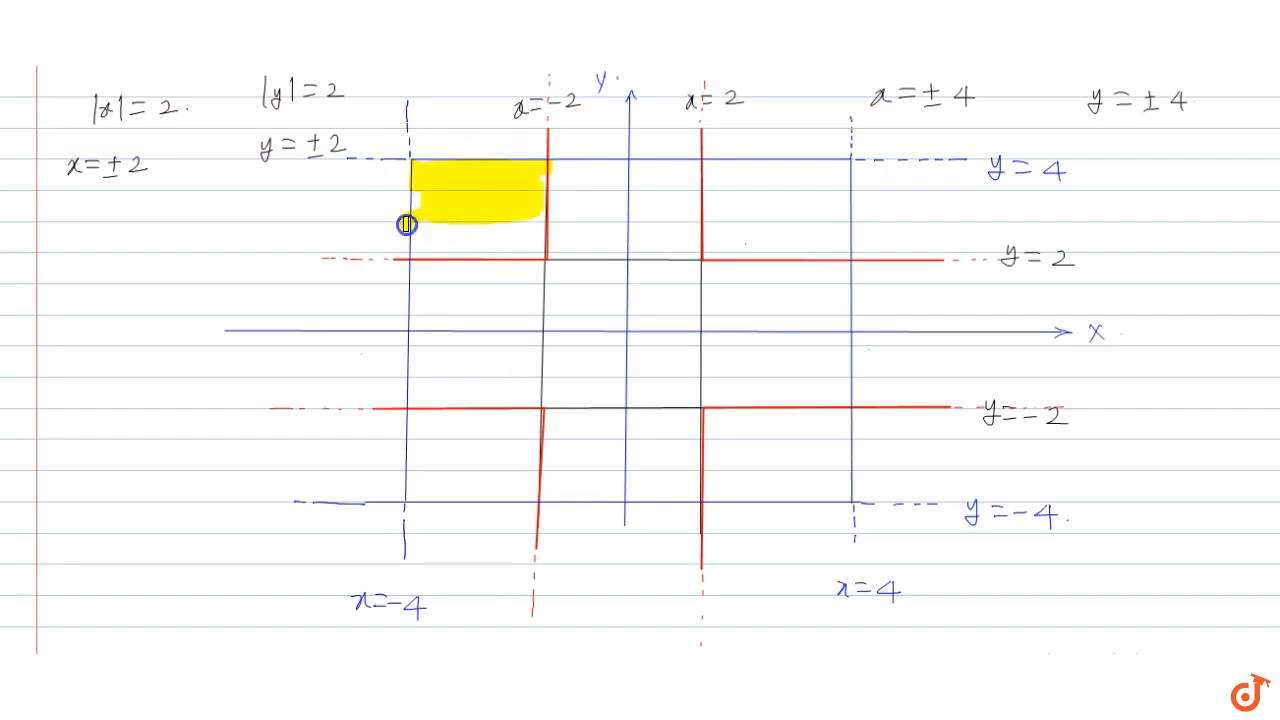 |x| = 2.
|y| = 2
x = ± 2
y = ± 2
x = -2
y.
x = 2
x = ± 4
y = ± 4
y = 4
y = 2
x
y = - 2
y = -4.
x = -4
x = 4